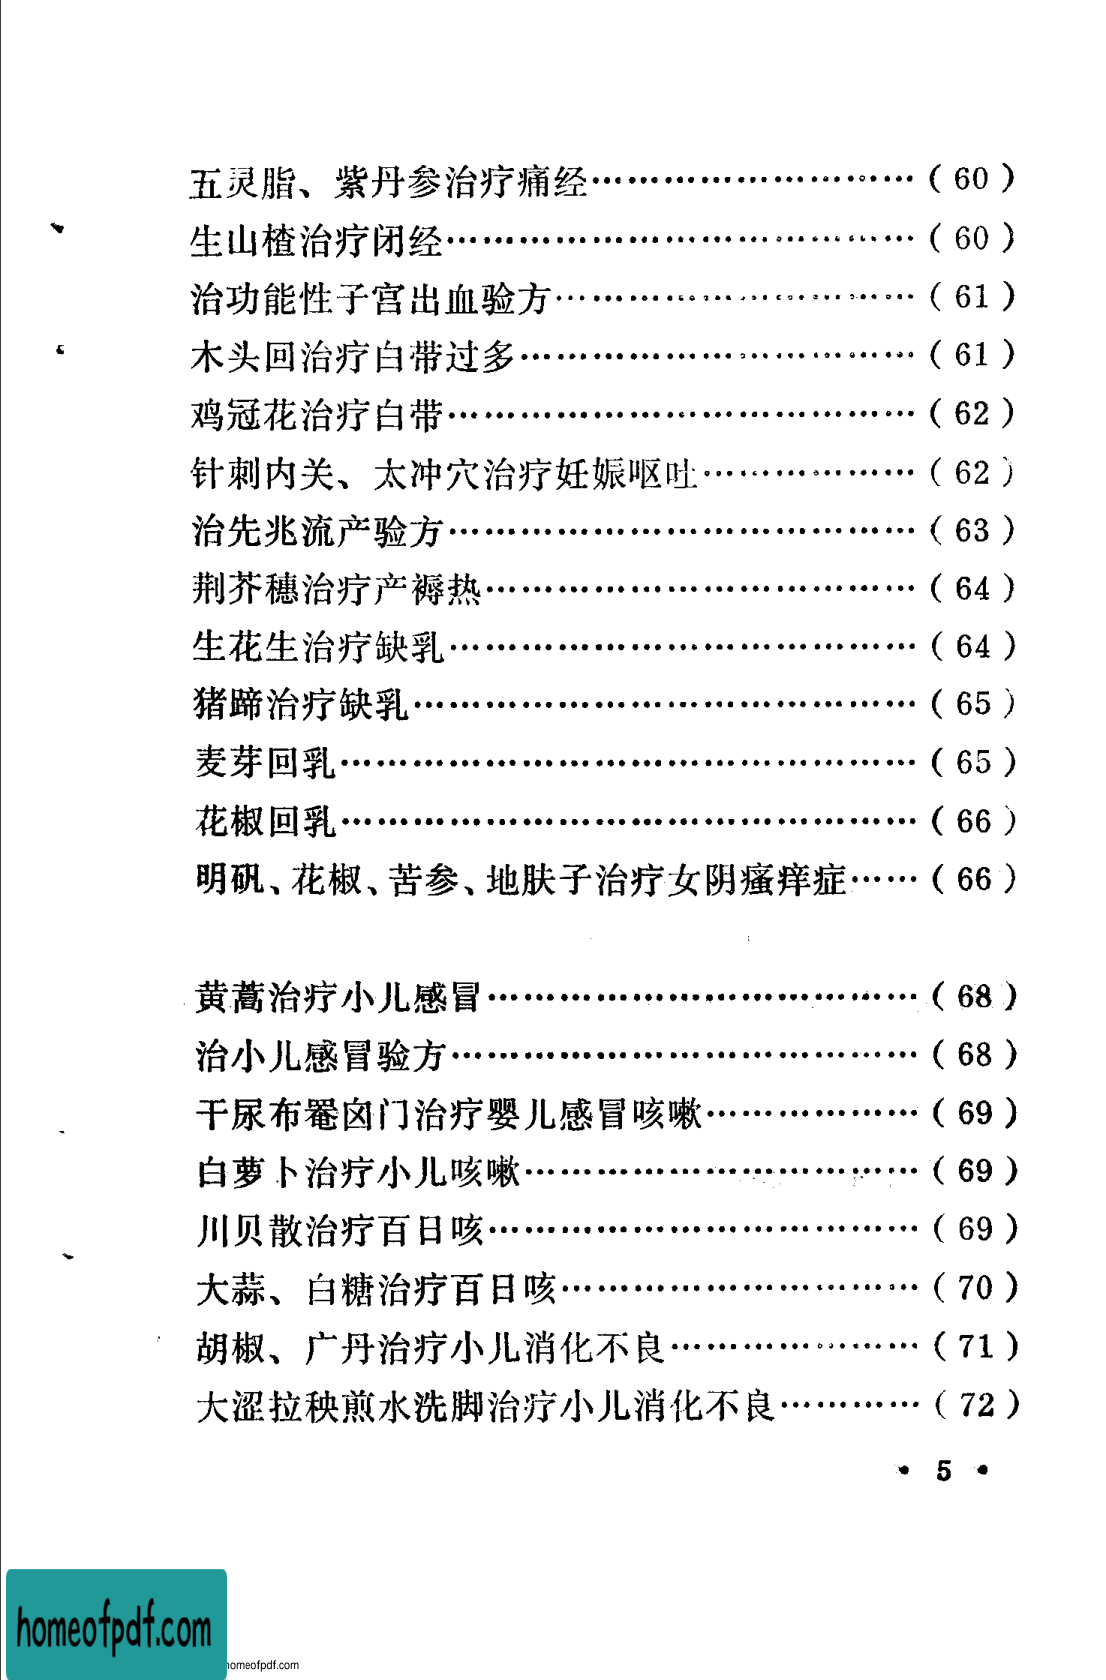 五灵脂、紫丹参治疗痛经……………………（60）
生山楂治疗闭经……………………（60）
治功能性子宫出血验方……………………（61）
木头回治疗白带过多……………………（61）
鸡冠花治疗白带……………………（62）
针刺内关、太冲穴治疗妊娠呕吐……………………（62）
治先兆流产验方……………………（63）
荆芥穗治疗产褥热……………………（64）
生花生治疗缺乳……………………（64）
猪蹄治疗缺乳……………………（65）
麦芽回乳……………………（65）
花椒回乳……………………（66）
明矾、花椒、苦参、地肤子治疗女阴瘙痒症……（66）
黄蒿治疗小儿感冒……………………（68）
治小儿感冒验方……………………（68）
干尿布罨囟门治疗婴儿感冒咳嗽………………（69）
白萝卜治疗小儿咳嗽……………………（69）
川贝散治疗百日咳……………………（69）
大蒜、白糖治疗百日咳……………………（70）
胡椒、广丹治疗小儿消化不良…………………（71）
大涩拉秧煎水洗脚治疗小儿消化不良…………（72）
• 5 •
homeofpdf.com
homeofpdf.com